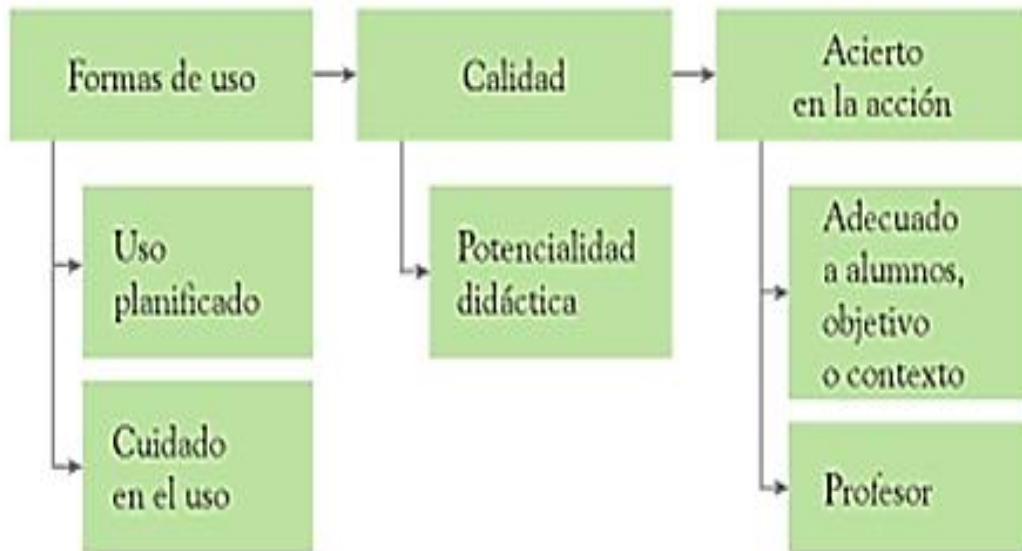 Formas de uso
Calidad
Acierto
en la acción
Uso
planificado
Cuidado
en el uso
Potencialidad
didáctica
Adecuado
a alumnos,
objetivo
o contexto
Profesor